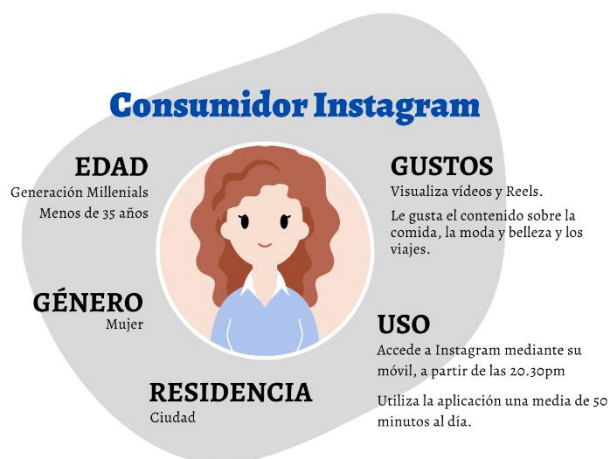 Consumidor Instagram
EDAD
Generación Millenials
Menos de 35 años
GÉNERO
Mujer
RESIDENCIA
Ciudad
GUSTOS
Visualiza vídeos y Reels.
Le gusta el contenido sobre la
comida, la moda y belleza y los
viajes.
USO
Accede a Instagram mediante su
móvil, a partir de las 20.30pm
Utiliza la aplicación una media de 50
minutos al día.